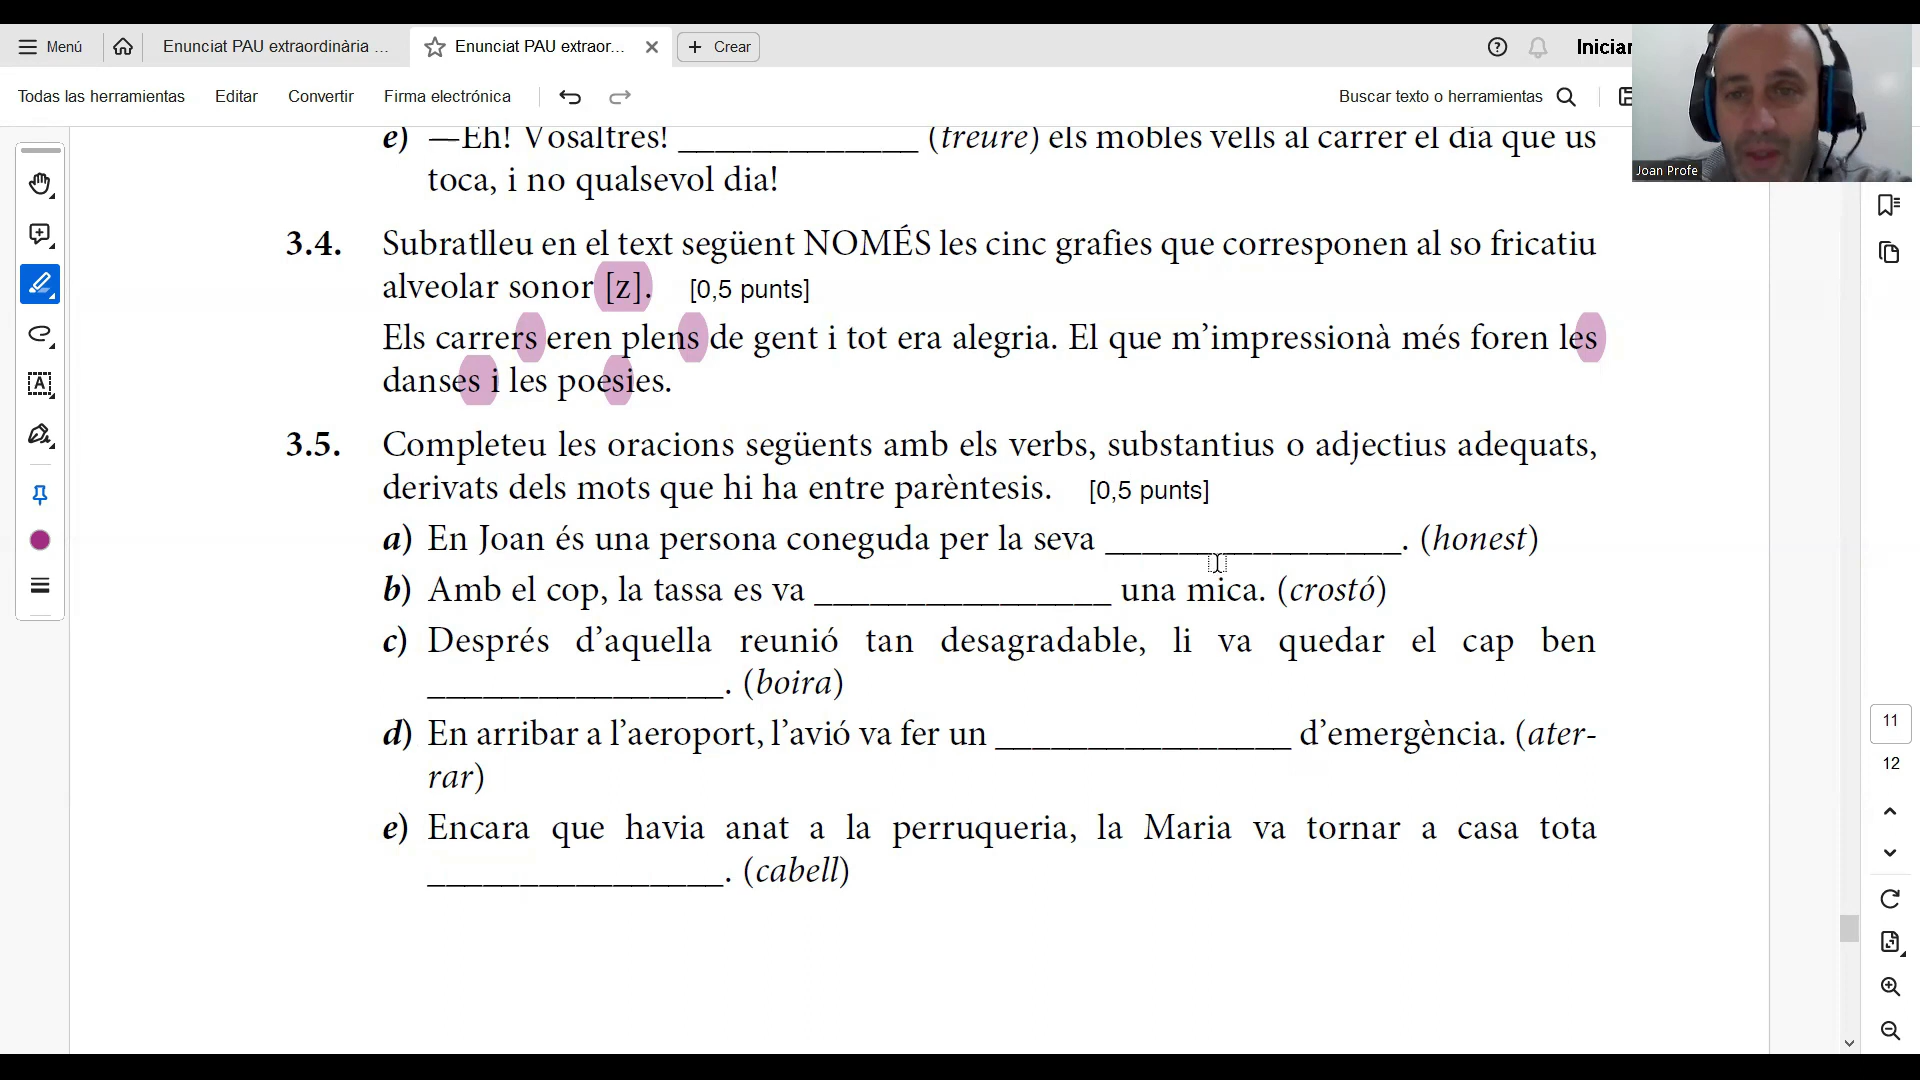 Menú
Enunciat PAU extraordinària ...
Enunciat PAU extraor...
Crear
Iniciar
Todas las herramientas
Editar
Convertir
Firma electrónica
Buscar texto o herramientas
Joan Profe
e) —Eh! Vosaltres! _____________ (treure) els mobles vells al carrer el dia que us
toca, i no qualsevol dia!
3.4. Subratlleu en el text següent NOMÉS les cinc grafies que corresponen al so fricatiu
alveolar sonor [z]. [0,5 punts]
Els carrers eren plens de gent i tot era alegria. El que m’impressionà més foren les
danses i les poesies.
3.5. Completeu les oracions següents amb els verbs, substantius o adjectius adequats,
derivats dels mots que hi ha entre parèntesis. [0,5 punts]
a) En Joan és una persona coneguda per la seva ________________. (honest)
b) Amb el cop, la tassa es va ________________ una mica. (crostó)
c) Després d’aquella reunió tan desagradable, li va quedar el cap ben
________________. (boira)
d) En arribar a l’aeroport, l’avió va fer un ________________ d’emergència. (ater-
rar)
e) Encara que havia anat a la perruqueria, la Maria va tornar a casa tota
________________. (cabell)
11
12